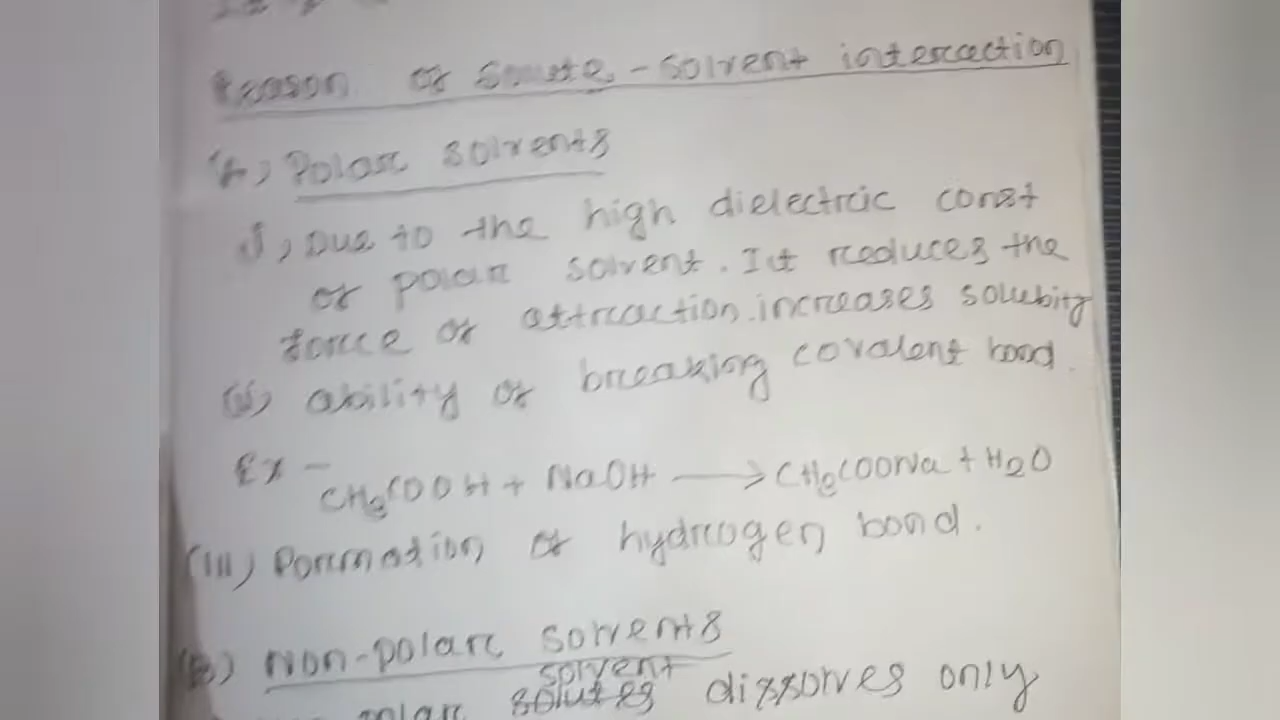 Reason of solute - solvent interaction
(A) Polar solvents
(i) Due to the high dielectric const
of polar solvent. It reduces the
force of attraction. increases solubity
(ii) ability of breaking covalent bond.
Ex - CH3COOH + NaOH → CH3COONa + H2O
(III) Formation of hydrogen bond.
(B) Non-polar solvents
solvent
polar solutes dissolves only